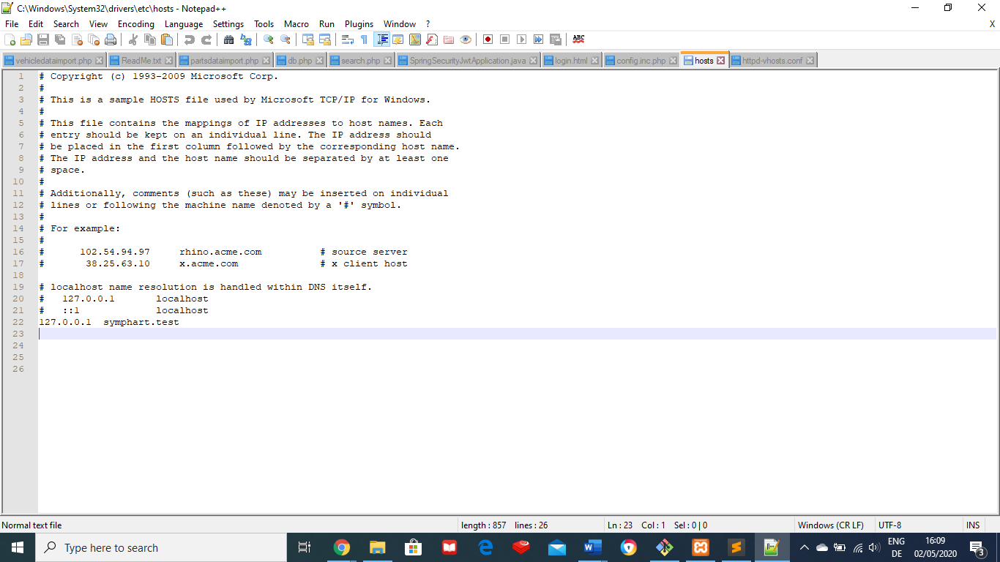 C:\Windows\System32\drivers\etc\hosts - Notepad++
File Edit Search View Encoding Language Settings Tools Macro Run Plugins Window ? X
ABC
vehicledataimport.php ReadMe.txt partsdataimport.php db.php search.php SpringSecurityJwtApplication.java login.html config.inc.php hosts httpd-vhosts.conf
1 # Copyright (c) 1993-2009 Microsoft Corp.
2 #
3 # This is a sample HOSTS file used by Microsoft TCP/IP for Windows.
4 #
5 # This file contains the mappings of IP addresses to host names. Each
6 # entry should be kept on an individual line. The IP address should
7 # be placed in the first column followed by the corresponding host name.
8 # The IP address and the host name should be separated by at least one
9 # space.
10 #
11 # Additionally, comments (such as these) may be inserted on individual
12 # lines or following the machine name denoted by a '#' symbol.
13 #
14 # For example:
15 #
16 #      102.54.94.97     rhino.acme.com          # source server
17 #       38.25.63.10     x.acme.com              # x client host
18
19 # localhost name resolution is handled within DNS itself.
20 #   127.0.0.1       localhost
21 #   ::1             localhost
22 127.0.0.1  symphart.test
23
24
25
26
Normal text file length : 857 lines : 26 Ln : 23 Col : 1 Sel : 0 | 0 Windows (CR LF) UTF-8 INS
Type here to search
ENG 16:09
DE 02/05/2020
3